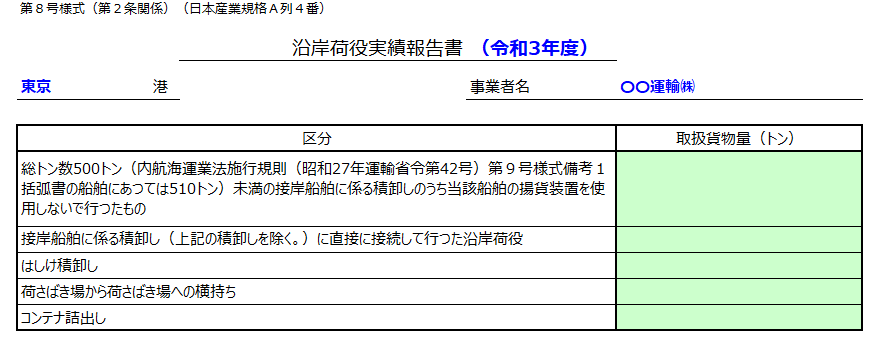 第８号様式（第２条関係）（日本産業規格Ａ列４番）
沿岸荷役実績報告書 （令和3年度）
東京 港 事業者名 〇〇運輸㈱
区分 取扱貨物量（トン）
総トン数500トン（内航海運業法施行規則（昭和27年運輸省令第42号）第９号様式備考１
括弧書の船舶にあつては510トン）未満の接岸船舶に係る積卸しのうち当該船舶の揚貨装置を使
用しないで行つたもの
接岸船舶に係る積卸し（上記の積卸しを除く。）に直接に接続して行つた沿岸荷役
はしけ積卸し
荷さばき場から荷さばき場への横持ち
コンテナ詰出し